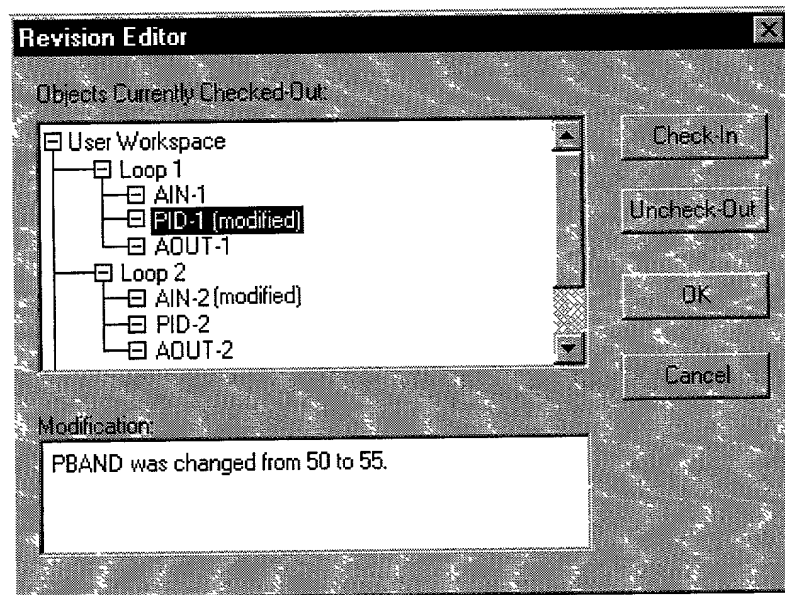 Revision Editor
Objects Currently Checked-Out:
User Workspace
Loop 1
AIN-1
PID-1 (modified)
AOUT-1
Loop 2
AIN-2(modified)
PID-2
AOUT-2
Check-In
Uncheck-Out
OK
Cancel
Modification:
PBAND was changed from 50 to 55.